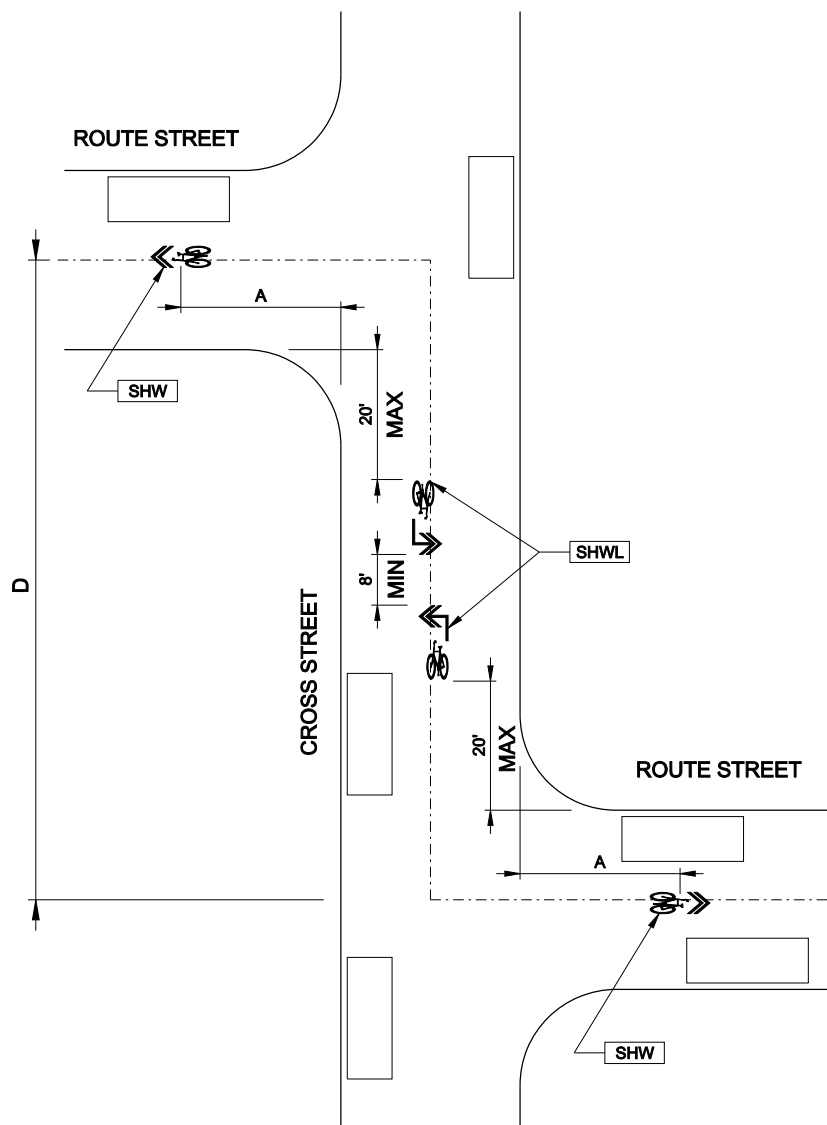 ROUTE STREET
A
SHW
20'
MAX
SHWL
8'
MIN
D
CROSS STREET
20'
MAX
ROUTE STREET
A
SHW